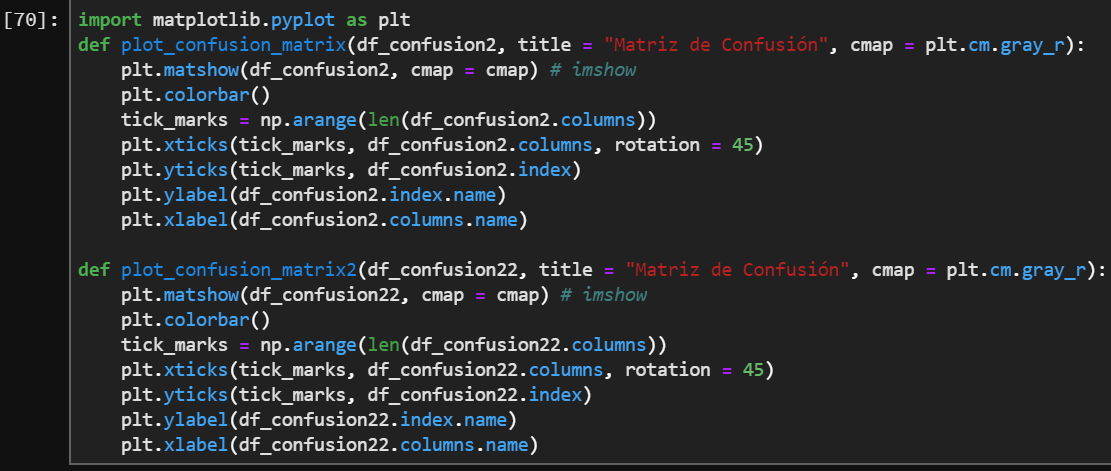 [70]: import matplotlib.pyplot as plt
def plot_confusion_matrix(df_confusion2, title = "Matriz de Confusión", cmap = plt.cm.gray_r):
    plt.matshow(df_confusion2, cmap = cmap) # imshow
    plt.colorbar()
    tick_marks = np.arange(len(df_confusion2.columns))
    plt.xticks(tick_marks, df_confusion2.columns, rotation = 45)
    plt.yticks(tick_marks, df_confusion2.index)
    plt.ylabel(df_confusion2.index.name)
    plt.xlabel(df_confusion2.columns.name)

def plot_confusion_matrix2(df_confusion22, title = "Matriz de Confusión", cmap = plt.cm.gray_r):
    plt.matshow(df_confusion22, cmap = cmap) # imshow
    plt.colorbar()
    tick_marks = np.arange(len(df_confusion22.columns))
    plt.xticks(tick_marks, df_confusion22.columns, rotation = 45)
    plt.yticks(tick_marks, df_confusion22.index)
    plt.ylabel(df_confusion22.index.name)
    plt.xlabel(df_confusion22.columns.name)